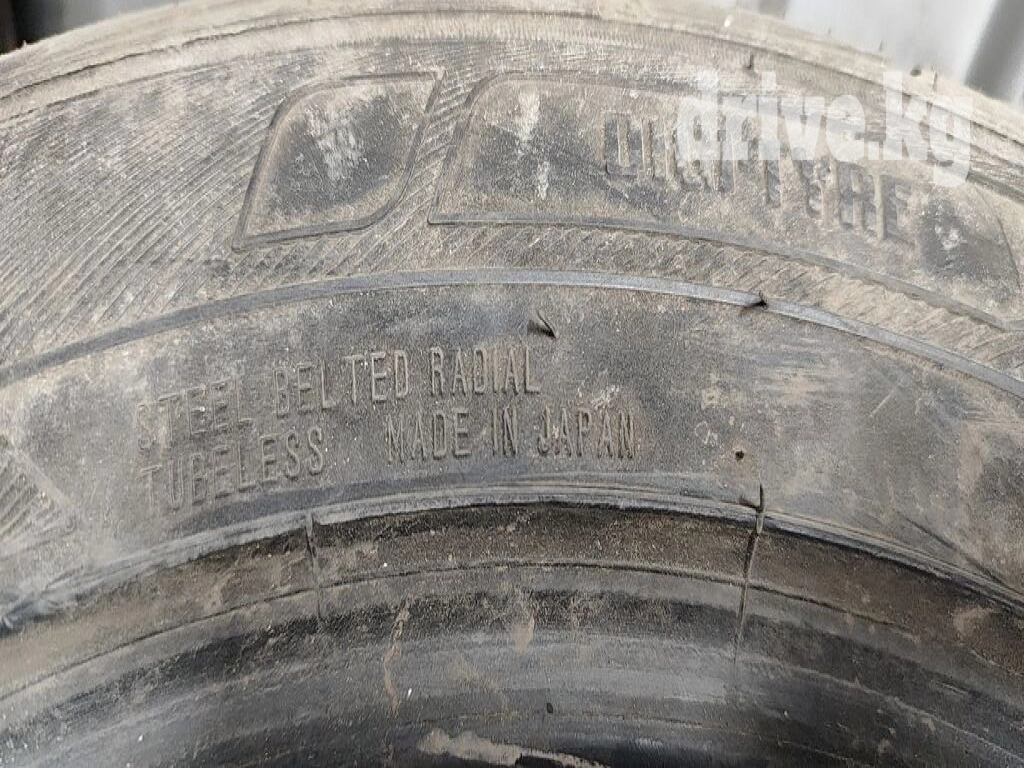 drive.kg
STEEL BELTED RADIAL
TUBELESS MADE IN JAPAN